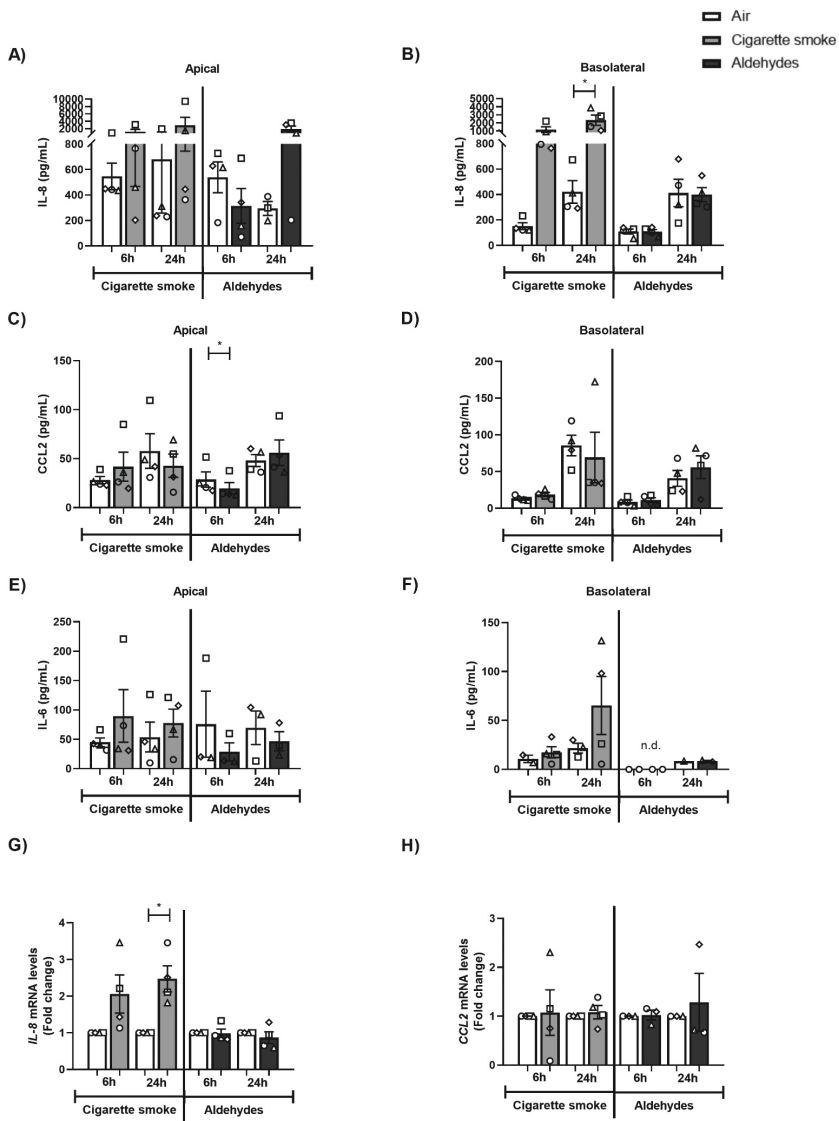 Air
Cigarette smoke
Aldehydes
A)
Apical
IL-8 (pg/mL)
10000
8000
6000
4000
2000
800
600
400
200
0
6h 24h 6h 24h
Cigarette smoke Aldehydes
B)
Basolateral
*
IL-8 (pg/mL)
5000
4000
3000
2000
1000
800
600
400
200
0
6h 24h 6h 24h
Cigarette smoke Aldehydes
C)
Apical
*
CCL2 (pg/mL)
150
100
50
0
6h 24h 6h 24h
Cigarette smoke Aldehydes
D)
Basolateral
CCL2 (pg/mL)
200
150
100
50
0
6h 24h 6h 24h
Cigarette smoke Aldehydes
E)
Apical
IL-6 (pg/mL)
250
200
150
100
50
0
6h 24h 6h 24h
Cigarette smoke Aldehydes
F)
Basolateral
IL-6 (pg/mL)
150
100
50
0
n.d.
6h 24h 6h 24h
Cigarette smoke Aldehydes
G)
*
IL-8 mRNA levels
(Fold change)
4
3
2
1
0
6h 24h 6h 24h
Cigarette smoke Aldehydes
H)
CCL2 mRNA levels
(Fold change)
3
2
1
0
6h 24h 6h 24h
Cigarette smoke Aldehydes